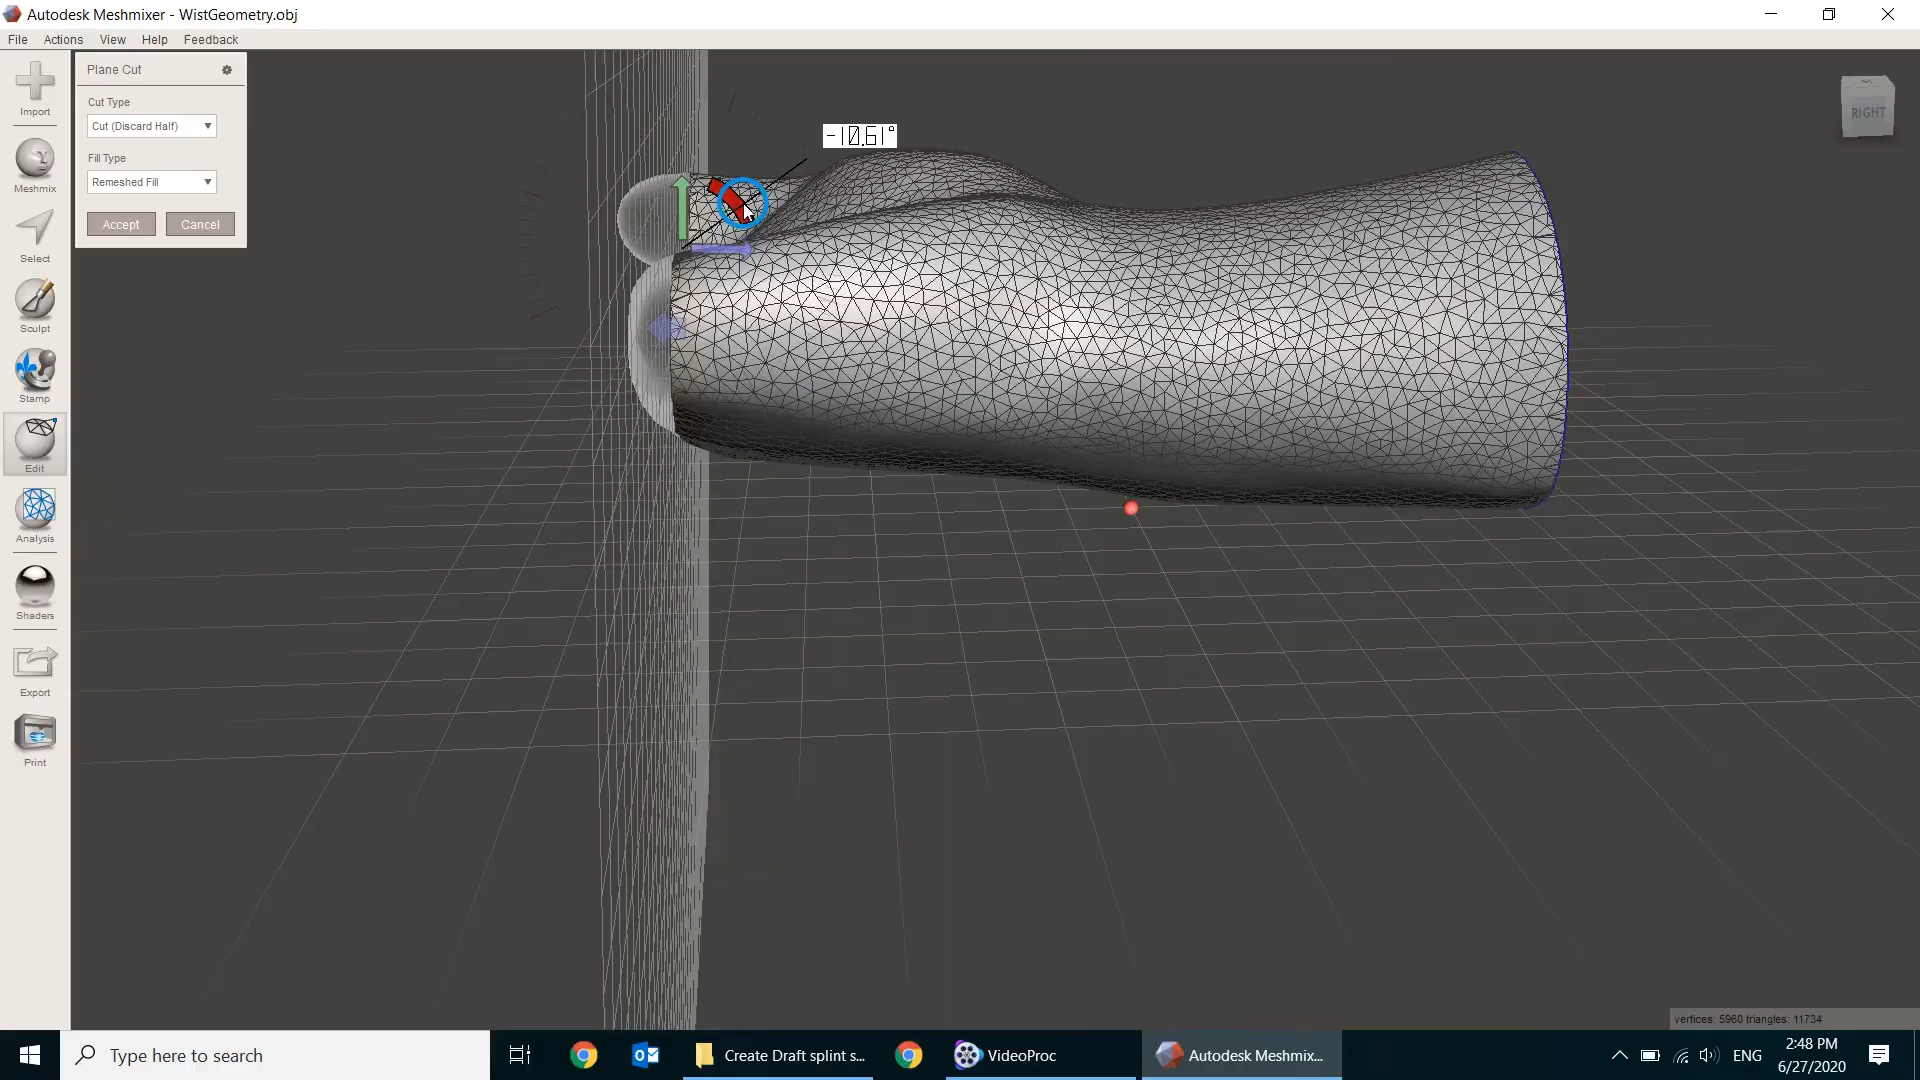 Autodesk Meshmixer - WistGeometry.obj
File Actions View Help Feedback
Import
Meshmix
Select
Sculpt
Stamp
Edit
Analysis
Shaders
Export
Print
Plane Cut
Cut Type
Cut (Discard Half)
Fill Type
Remeshed Fill
Accept Cancel
-10.61°
RIGHT
vertices: 5960 triangles: 11734
Type here to search
Create Draft splint s...
VideoProc
Autodesk Meshmix...
ENG
2:48 PM
6/27/2020